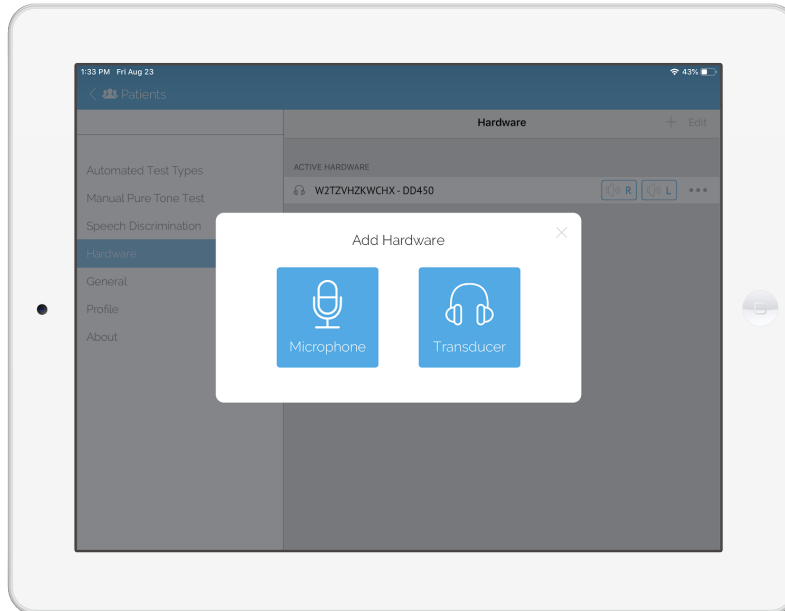 1:33 PM Fri Aug 23
43%
Patients
Hardware
Edit
ACTIVE HARDWARE
W2TZVHZKWCHX - DD450
R
L
Automated Test Types
Manual Pure Tone Test
Speech Discrimination
Hardware
General
Profile
About
Add Hardware
Microphone
Transducer